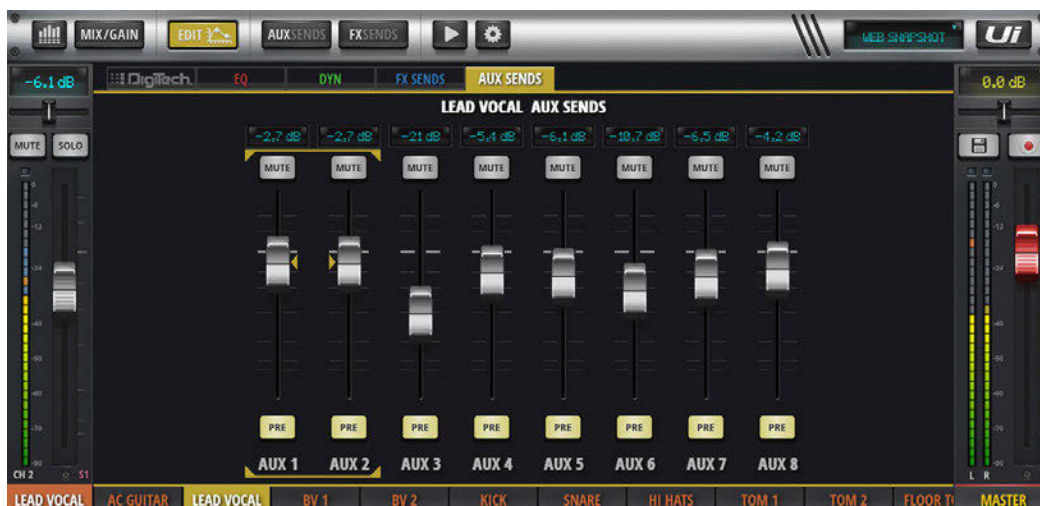 MIX/GAIN EDIT AUXSENDS FXSENDS WEB SNAPSHOT Ui
-6.1 dB DigiTech. EQ DYN FX SENDS AUX SENDS 0.0 dB
LEAD VOCAL AUX SENDS
-2.7 dB -2.7 dB -21 dB -5.4 dB -6.1 dB -10.7 dB -6.5 dB -4.2 dB
MUTE SOLO
MUTE MUTE MUTE MUTE MUTE MUTE MUTE MUTE
PRE PRE PRE PRE PRE PRE PRE PRE
AUX 1 AUX 2 AUX 3 AUX 4 AUX 5 AUX 6 AUX 7 AUX 8
CH 2 S1 L R
LEAD VOCAL AC GUITAR LEAD VOCAL BV 1 BV 2 KICK SNARE HI HATS TOM 1 TOM 2 FLOOR MASTER